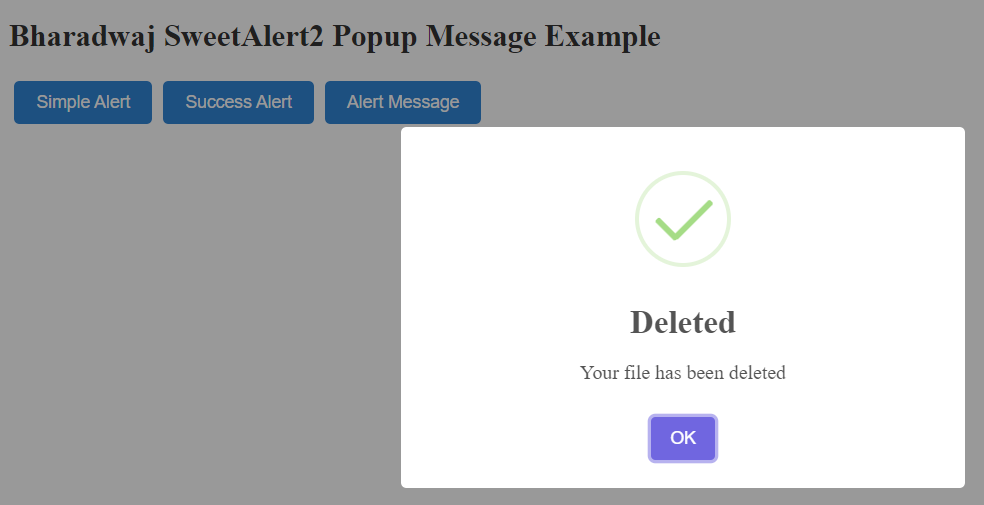 Bharadwaj SweetAlert2 Popup Message Example
Simple Alert Success Alert Alert Message
Deleted
Your file has been deleted
OK